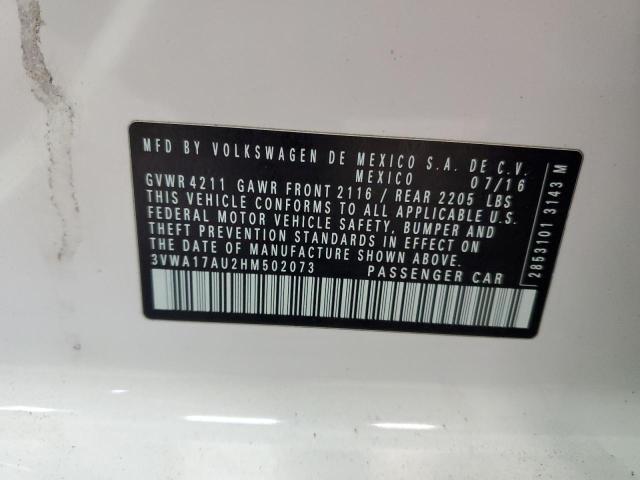 MFD BY VOLKSWAGEN DE MEXICO S.A. DE C.V.
MEXICO 07/16
GVWR 4211 GAWR FRONT 2116 / REAR 2205 LBS
THIS VEHICLE CONFORMS TO ALL APPLICABLE U.S.
FEDERAL MOTOR VEHICLE SAFETY, BUMPER AND
THEFT PREVENTION STANDARDS IN EFFECT ON
THE DATE OF MANUFACTURE SHOWN ABOVE.
3VWA17AU2HM502073 PASSENGER CAR
2853101 3143 M